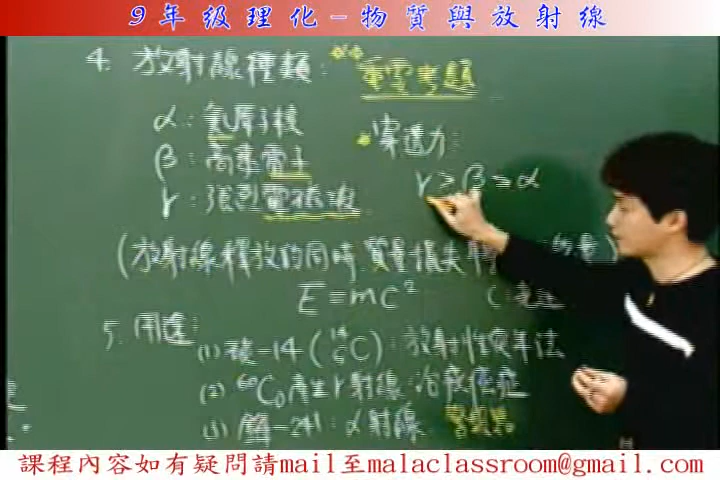 9年級理化-物質與放射線
4. 放射線種類: 重要考題
α:氦原子核
β:高速電子
γ:強烈電磁波
穿透力:
γ>β>α
(放射線釋放的同時,質量損失轉 能量)
E=mc²
C:光速
5. 用途:
(1) 碳-14 (¹⁴₆C):放射性定年法
(2) ⁶⁰Co產生γ射線:治療癌症
(3) 鋂-241:α射線
課程內容如有疑問請mail至malaclassroom@gmail.com